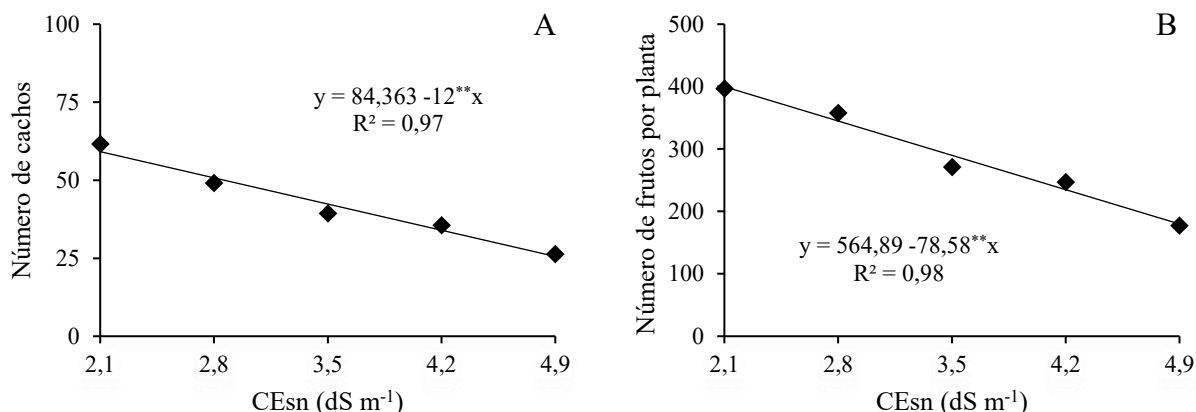 A
Número de cachos
100
75
50
25
0
y = 84,363 -12**x
R² = 0,97
2,1 2,8 3,5 4,2 4,9
CEsn (dS m⁻¹)
B
Número de frutos por planta
500
400
300
200
100
0
y = 564,89 -78,58**x
R² = 0,98
2,1 2,8 3,5 4,2 4,9
CEsn (dS m⁻¹)